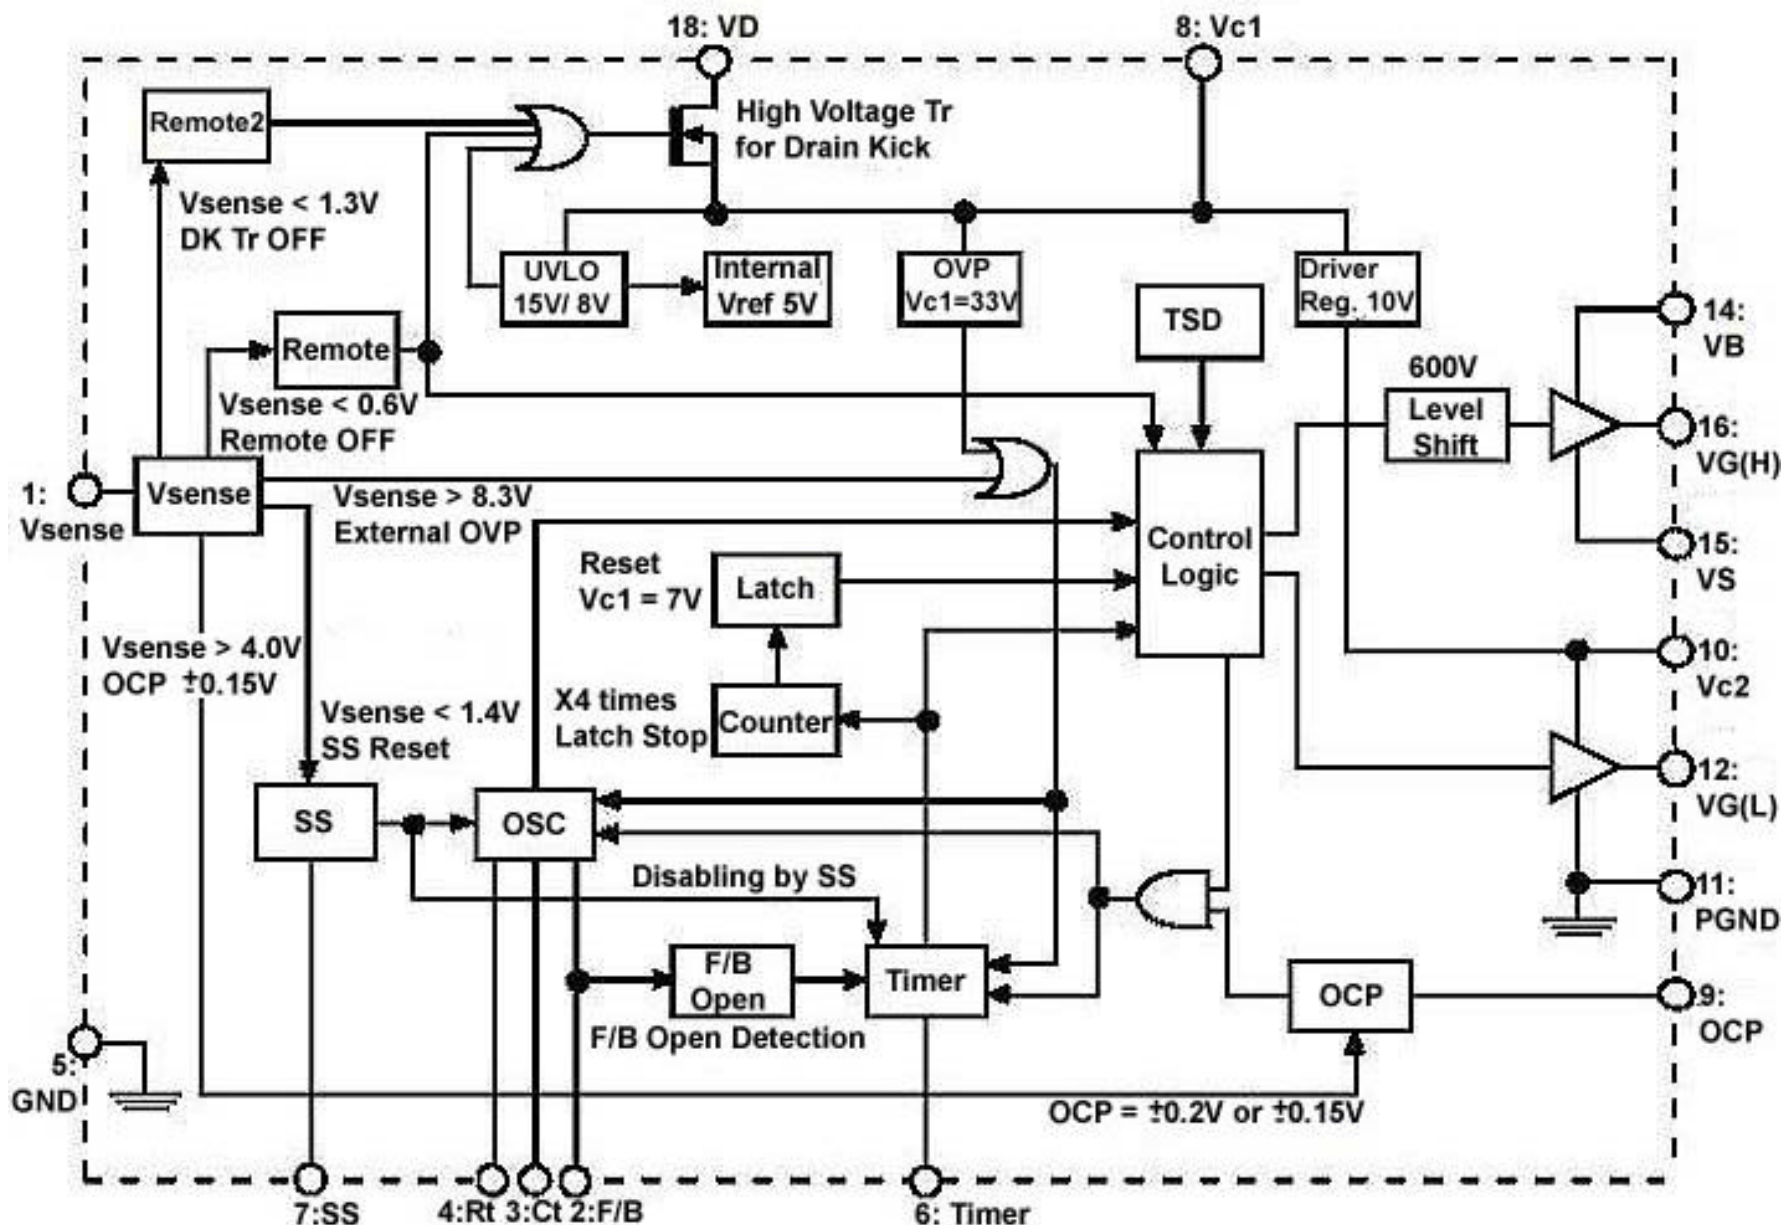 18: VD
8: Vc1
Remote2
High Voltage Tr
for Drain Kick
Vsense < 1.3V
DK Tr OFF
UVLO
15V/ 8V
Internal
Vref 5V
OVP
Vc1=33V
Driver
Reg. 10V
TSD
14:
VB
Remote
600V
Level
Shift
Vsense < 0.6V
Remote OFF
16:
VG(H)
1:
Vsense
Vsense
Vsense > 8.3V
External OVP
Control
Logic
15:
VS
Reset
Vc1 = 7V
Latch
Vsense > 4.0V
OCP ±0.15V
10:
Vc2
X4 times
Latch Stop
Counter
Vsense < 1.4V
SS Reset
12:
VG(L)
SS
OSC
Disabling by SS
11:
PGND
F/B
Open
Timer
OCP
9:
OCP
F/B Open Detection
5:
GND
OCP = ±0.2V or ±0.15V
7:SS
4:Rt 3:Ct 2:F/B
6: Timer